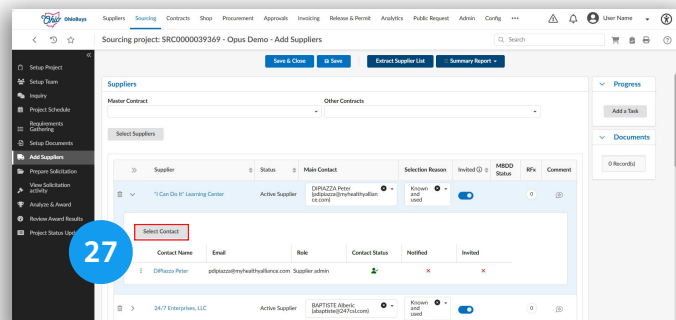 Ohio OhioBuys
Suppliers Sourcing Contracts Shop Procurement Approvals Invoicing Release & Permit Analytics Public Request Admin Config ••• User Name
Sourcing project: SRC0000039369 - Opus Demo - Add Suppliers
Search
Save & Close Save Extract Supplier List Summary Report
Setup Project
Setup Team
Inquiry
Project Schedule
Requirements
Gathering
Setup Documents
Add Suppliers
Prepare Solicitation
View Solicitation
activity
Analyze & Award
Review Award Results
Project Status Upd
Suppliers
Master Contract Other Contracts
Select Suppliers
Supplier Status Main Contact Selection Reason Invited MBDD
Status RFx Comment
"I Can Do It" Learning Center Active Supplier DIPIAZZA Peter
(pdipiazza@myhealthyallian
ce.com)
Known
and
used
0
Select Contact
Contact Name Email Role Contact Status Notified Invited
DiPiazza Peter pdipiazza@myhealthyalliance.com Supplier admin
24/7 Enterprises, LLC Active Supplier BAPTISTE Alberic
(abaptiste@247csi.com)
Known
and
used
0
27
Progress
Add a Task
Documents
0 Record(s)